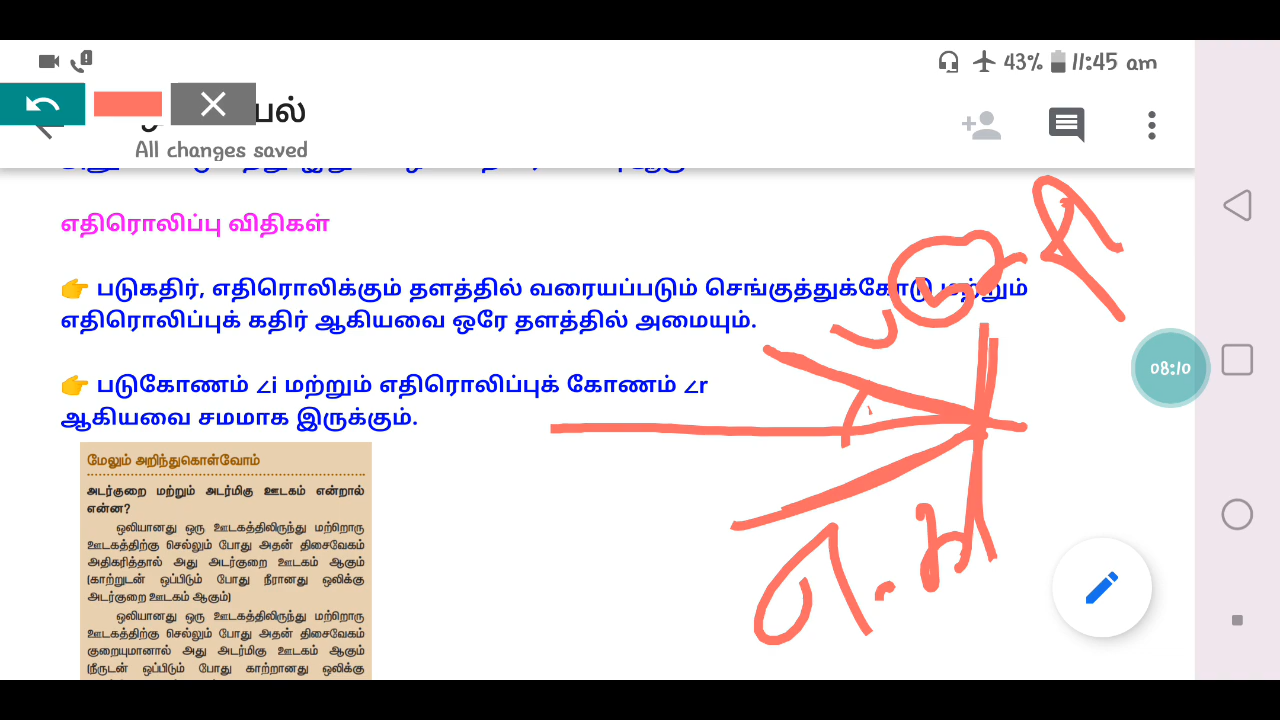 43% 11:45 am
All changes saved
எதிரொலிப்பு விதிகள்
👉 படுகதிர், எதிரொலிக்கும் தளத்தில் வரையப்படும் செங்குத்துக்கோடு மற்றும்
எதிரொலிப்புக் கதிர் ஆகியவை ஒரே தளத்தில் அமையும்.
👉 படுகோணம் ∠i மற்றும் எதிரொலிப்புக் கோணம் ∠r
ஆகியவை சமமாக இருக்கும்.
08:10
மேலும் அறிந்துகொள்வோம்
அடர்குறை மற்றும் அடர்மிகு ஊடகம் என்றால்
என்ன?
ஒலியானது ஒரு ஊடகத்திலிருந்து மற்றொரு
ஊடகத்திற்கு செல்லும் போது அதன் திசைவேகம்
அதிகரித்தால் அது அடர்குறை ஊடகம் ஆகும்
(காற்றுடன் ஒப்பிடும் போது நீரானது ஒலிக்கு
அடர்குறை ஊடகம் ஆகும்)
ஒலியானது ஒரு ஊடகத்திலிருந்து மற்றொரு
ஊடகத்திற்கு செல்லும் போது அதன் திசைவேகம்
குறையுமானால் அது அடர்மிகு ஊடகம் ஆகும்
(நீருடன் ஒப்பிடும் போது காற்றானது ஒலிக்கு